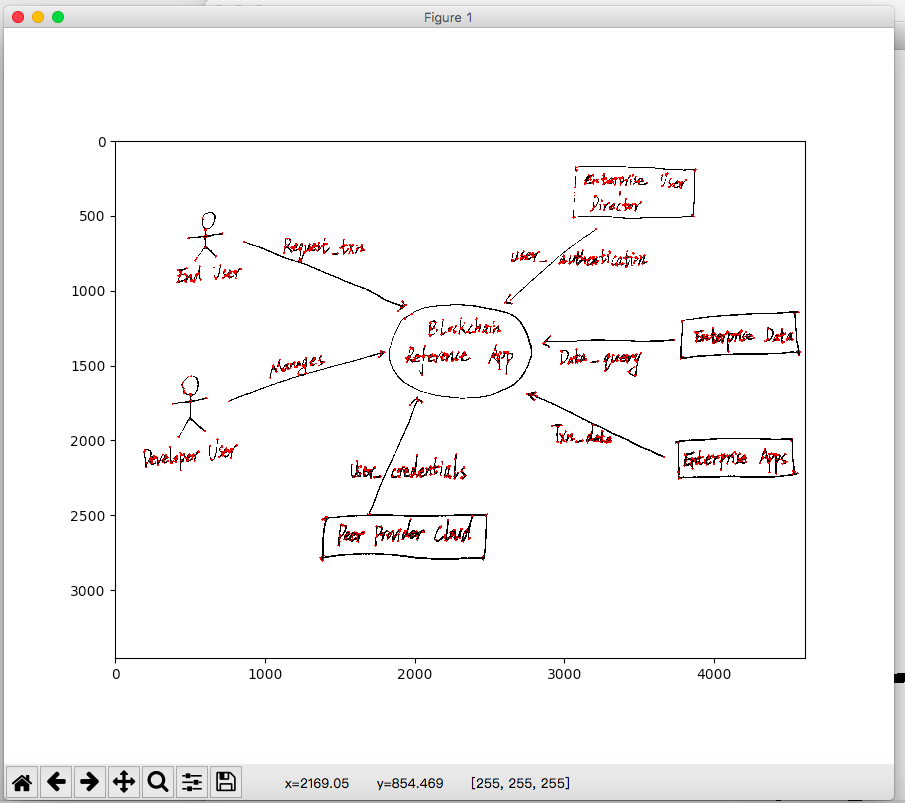 Figure 1
0
500
1000
1500
2000
2500
3000
0
1000
2000
3000
4000
Enterprise User
Director
End User
Request_txn
user_authentication
Blockchain
Reference App
Enterprise Data
Data_query
Manages
Developer User
Txn_data
Enterprise Apps
User_credentials
Peer Provider Cloud
x=2169.05 y=854.469 [255, 255, 255]